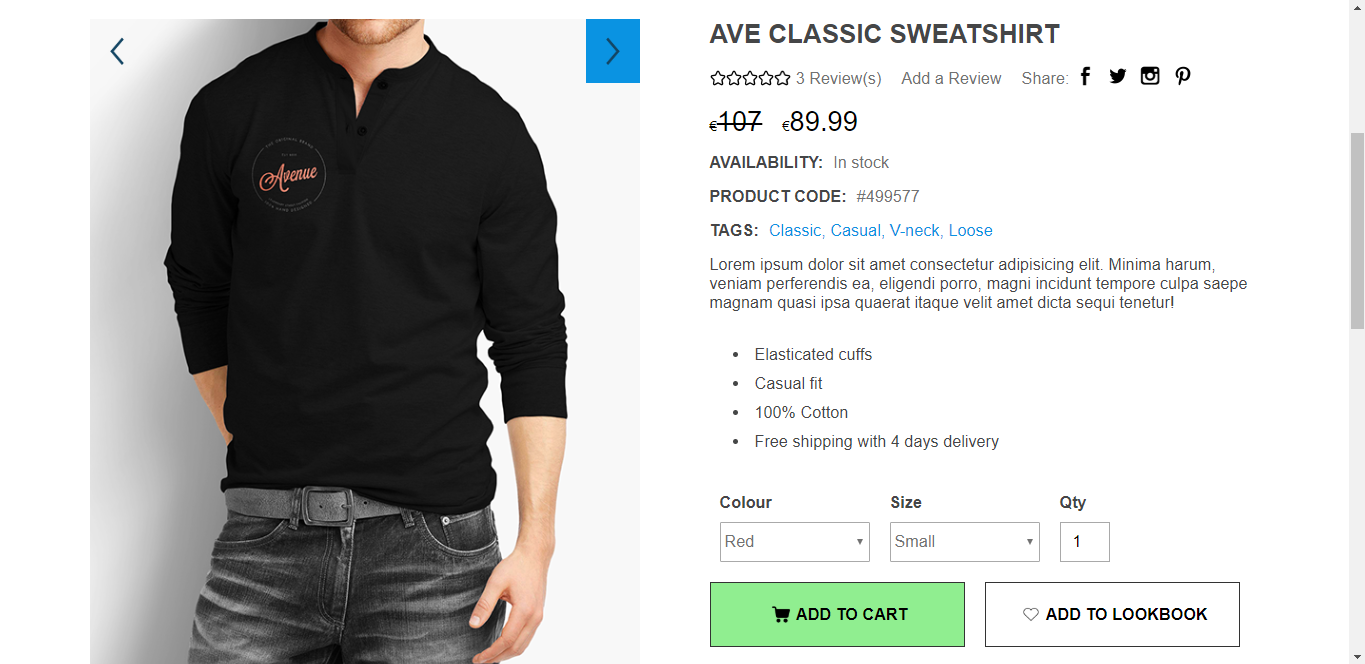 AVE CLASSIC SWEATSHIRT
3 Review(s) Add a Review Share:
€107 €89.99
AVAILABILITY: In stock
PRODUCT CODE: #499577
TAGS: Classic, Casual, V-neck, Loose
Lorem ipsum dolor sit amet consectetur adipisicing elit. Minima harum,
veniam perferendis ea, eligendi porro, magni incidunt tempore culpa saepe
magnam quasi ipsa quaerat itaque velit amet dicta sequi tenetur!
• Elasticated cuffs
• Casual fit
• 100% Cotton
• Free shipping with 4 days delivery
Colour Size Qty
Red Small 1
ADD TO CART ADD TO LOOKBOOK
THE ORIGINAL BRAND
Avenue